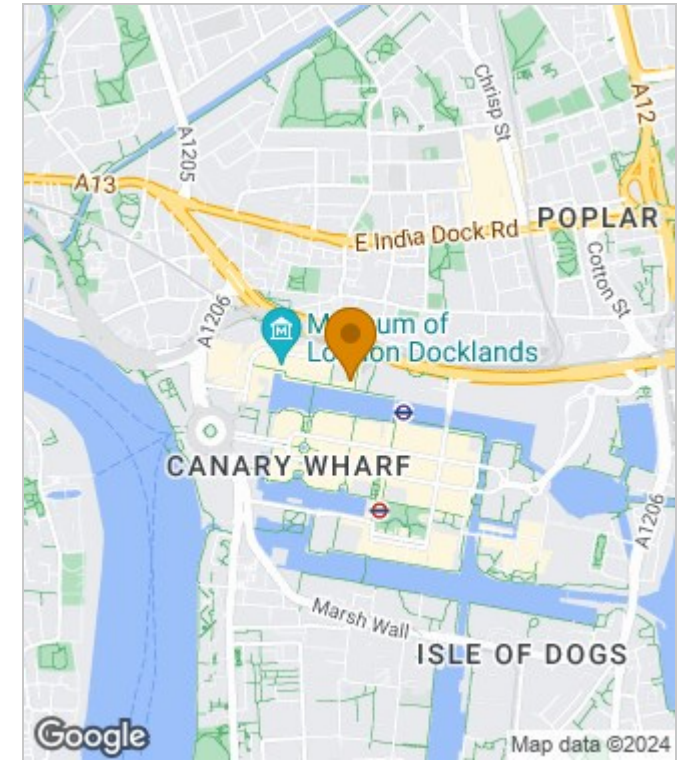 Chrisp St
A12
A1205
A13
POPLAR
E India Dock Rd
Cotton St
A1206
M um of
London Docklands
CANARY WHARF
A1206
Marsh Wall
ISLE OF DOGS
Google
Map data ©2024